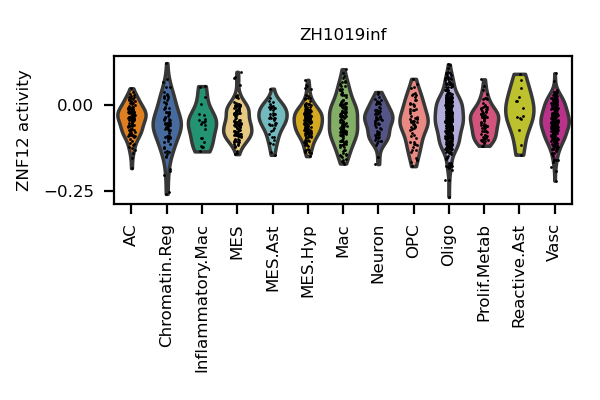 ZH1019inf
ZNF12 activity
0.00
−0.25
AC
Chromatin.Reg
Inflammatory.Mac
MES
MES.Ast
MES.Hyp
Mac
Neuron
OPC
Oligo
Prolif.Metab
Reactive.Ast
Vasc